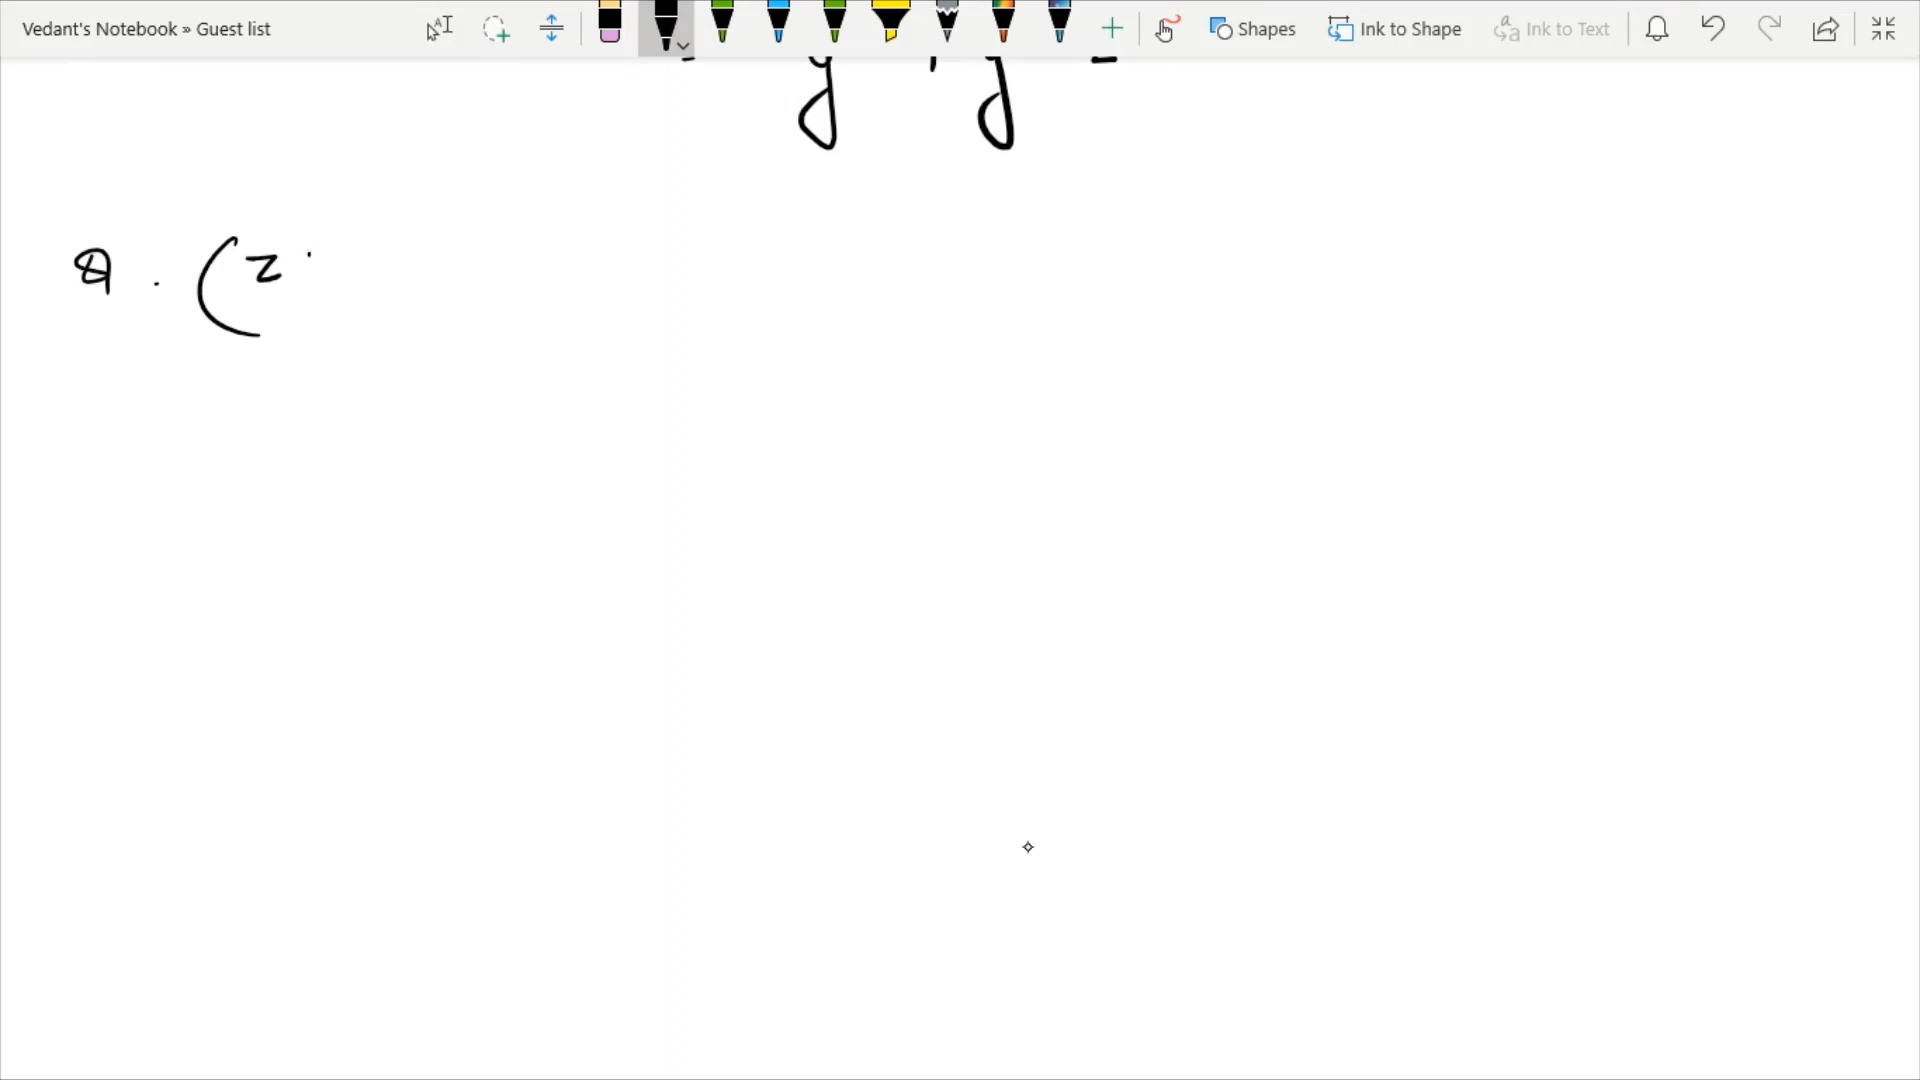 Vedant's Notebook » Guest list Shapes Ink to Shape Ink to Text
y y
Q . (z